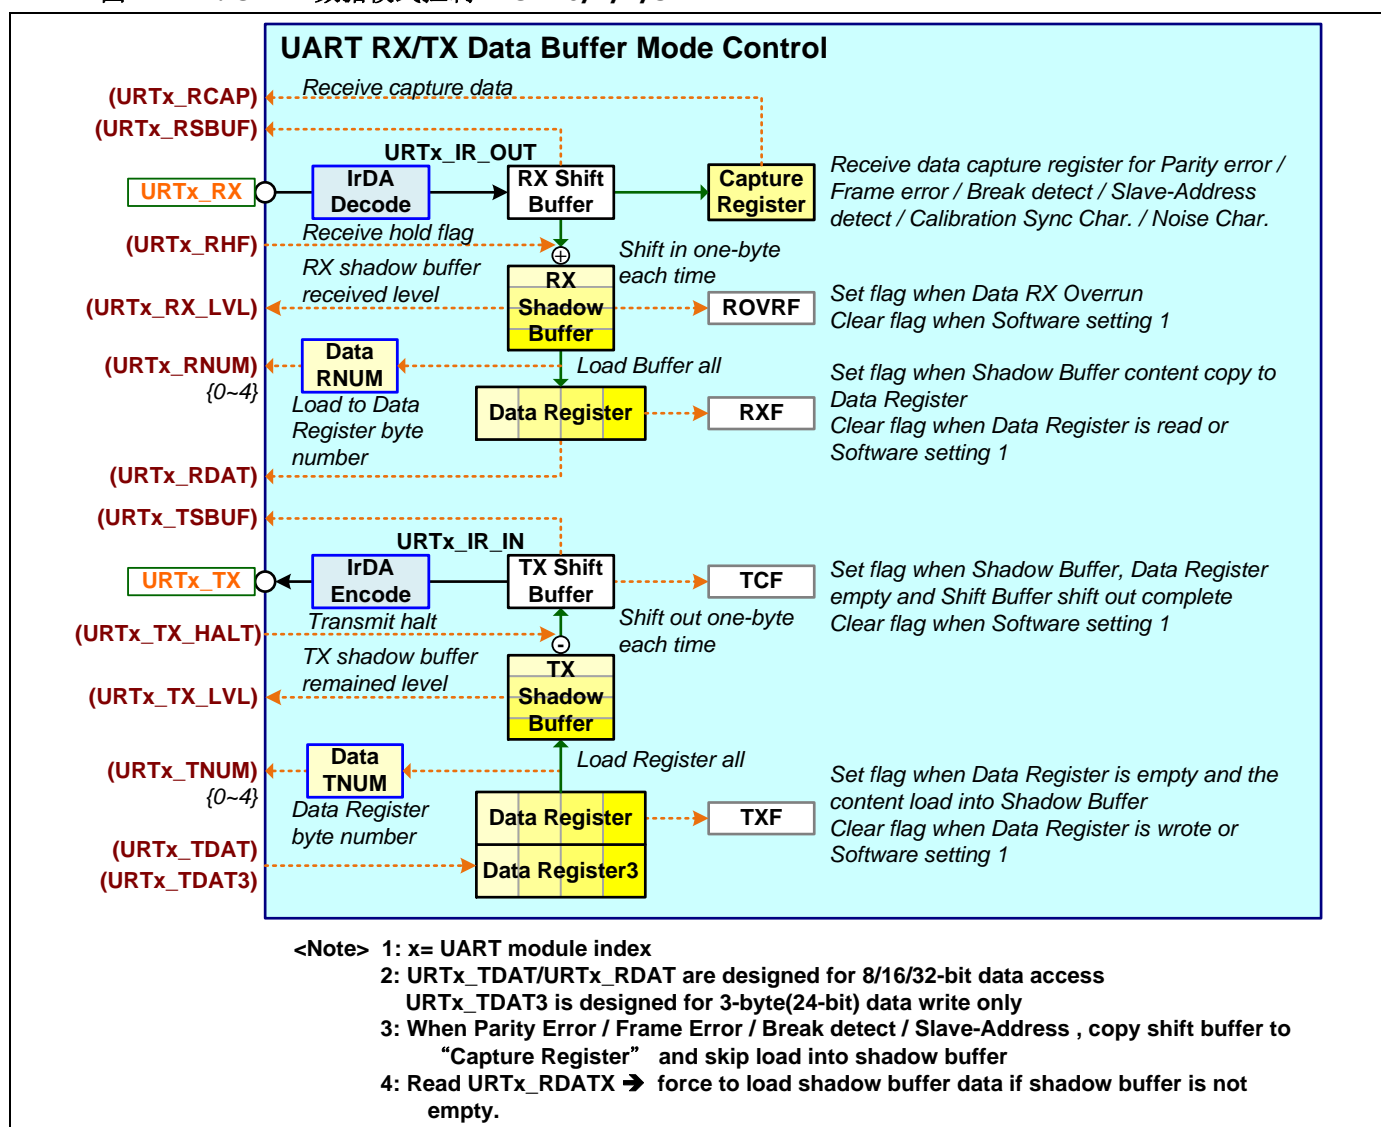 UART RX/TX Data Buffer Mode Control
(URTx_RCAP)
Receive capture data
(URTx_RSBUF)
URTx_IR_OUT
URTx_RX
IrDA
Decode
RX Shift
Buffer
Capture
Register
Receive data capture register for Parity error /
Frame error / Break detect / Slave-Address
detect / Calibration Sync Char. / Noise Char.
(URTx_RHF)
Receive hold flag
+
Shift in one-byte
each time
RX shadow buffer
received level
(URTx_RX_LVL)
RX
Shadow
Buffer
ROVRF
Set flag when Data RX Overrun
Clear flag when Software setting 1
(URTx_RNUM)
{0~4}
Data
RNUM
Load Buffer all
Load to Data
Register byte
number
Data Register
RXF
Set flag when Shadow Buffer content copy to
Data Register
Clear flag when Data Register is read or
Software setting 1
(URTx_RDAT)
(URTx_TSBUF)
URTx_IR_IN
URTx_TX
IrDA
Encode
TX Shift
Buffer
TCF
Set flag when Shadow Buffer, Data Register
empty and Shift Buffer shift out complete
Clear flag when Software setting 1
(URTx_TX_HALT)
Transmit halt
-
Shift out one-byte
each time
TX shadow buffer
remained level
(URTx_TX_LVL)
TX
Shadow
Buffer
(URTx_TNUM)
{0~4}
Data
TNUM
Load Register all
Data Register
byte number
Data Register
TXF
Set flag when Data Register is empty and the
content load into Shadow Buffer
Clear flag when Data Register is wrote or
Software setting 1
(URTx_TDAT)
(URTx_TDAT3)
Data Register3
<Note> 1: x= UART module index
2: URTx_TDAT/URTx_RDAT are designed for 8/16/32-bit data access
URTx_TDAT3 is designed for 3-byte(24-bit) data write only
3: When Parity Error / Frame Error / Break detect / Slave-Address , copy shift buffer to
“Capture Register” and skip load into shadow buffer
4: Read URTx_RDATX ➔ force to load shadow buffer data if shadow buffer is not
empty.